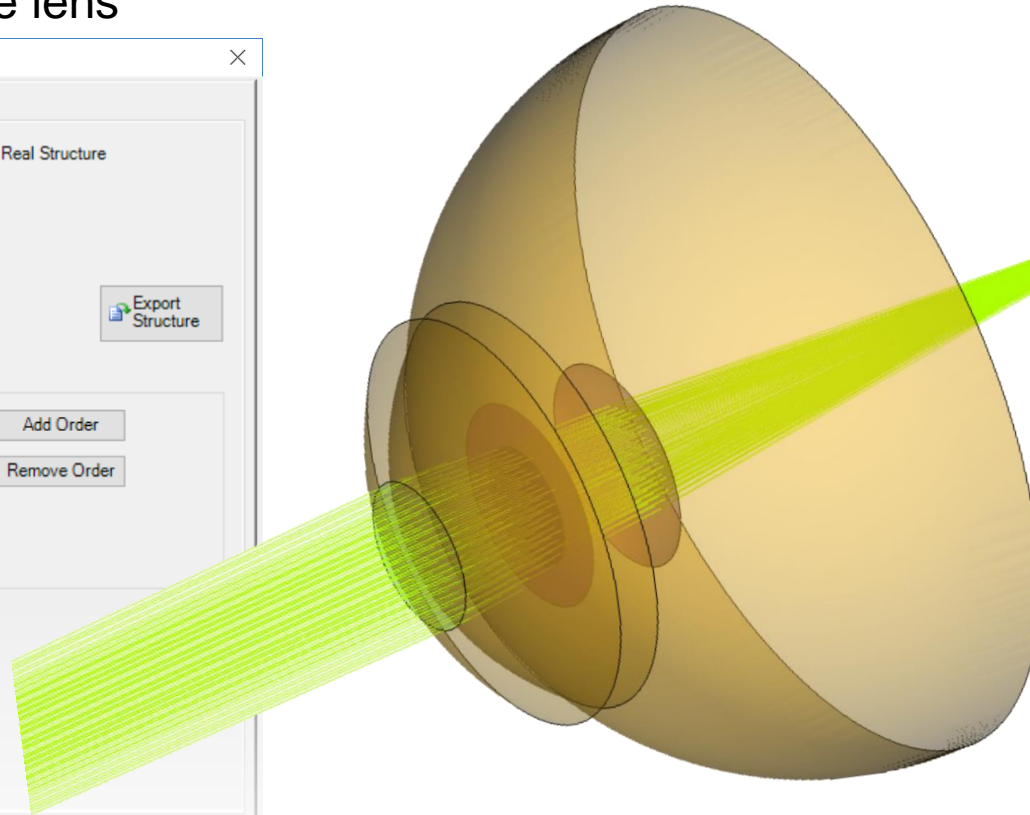 e lens
Real Structure
Export
Structure
Add Order
Remove Order